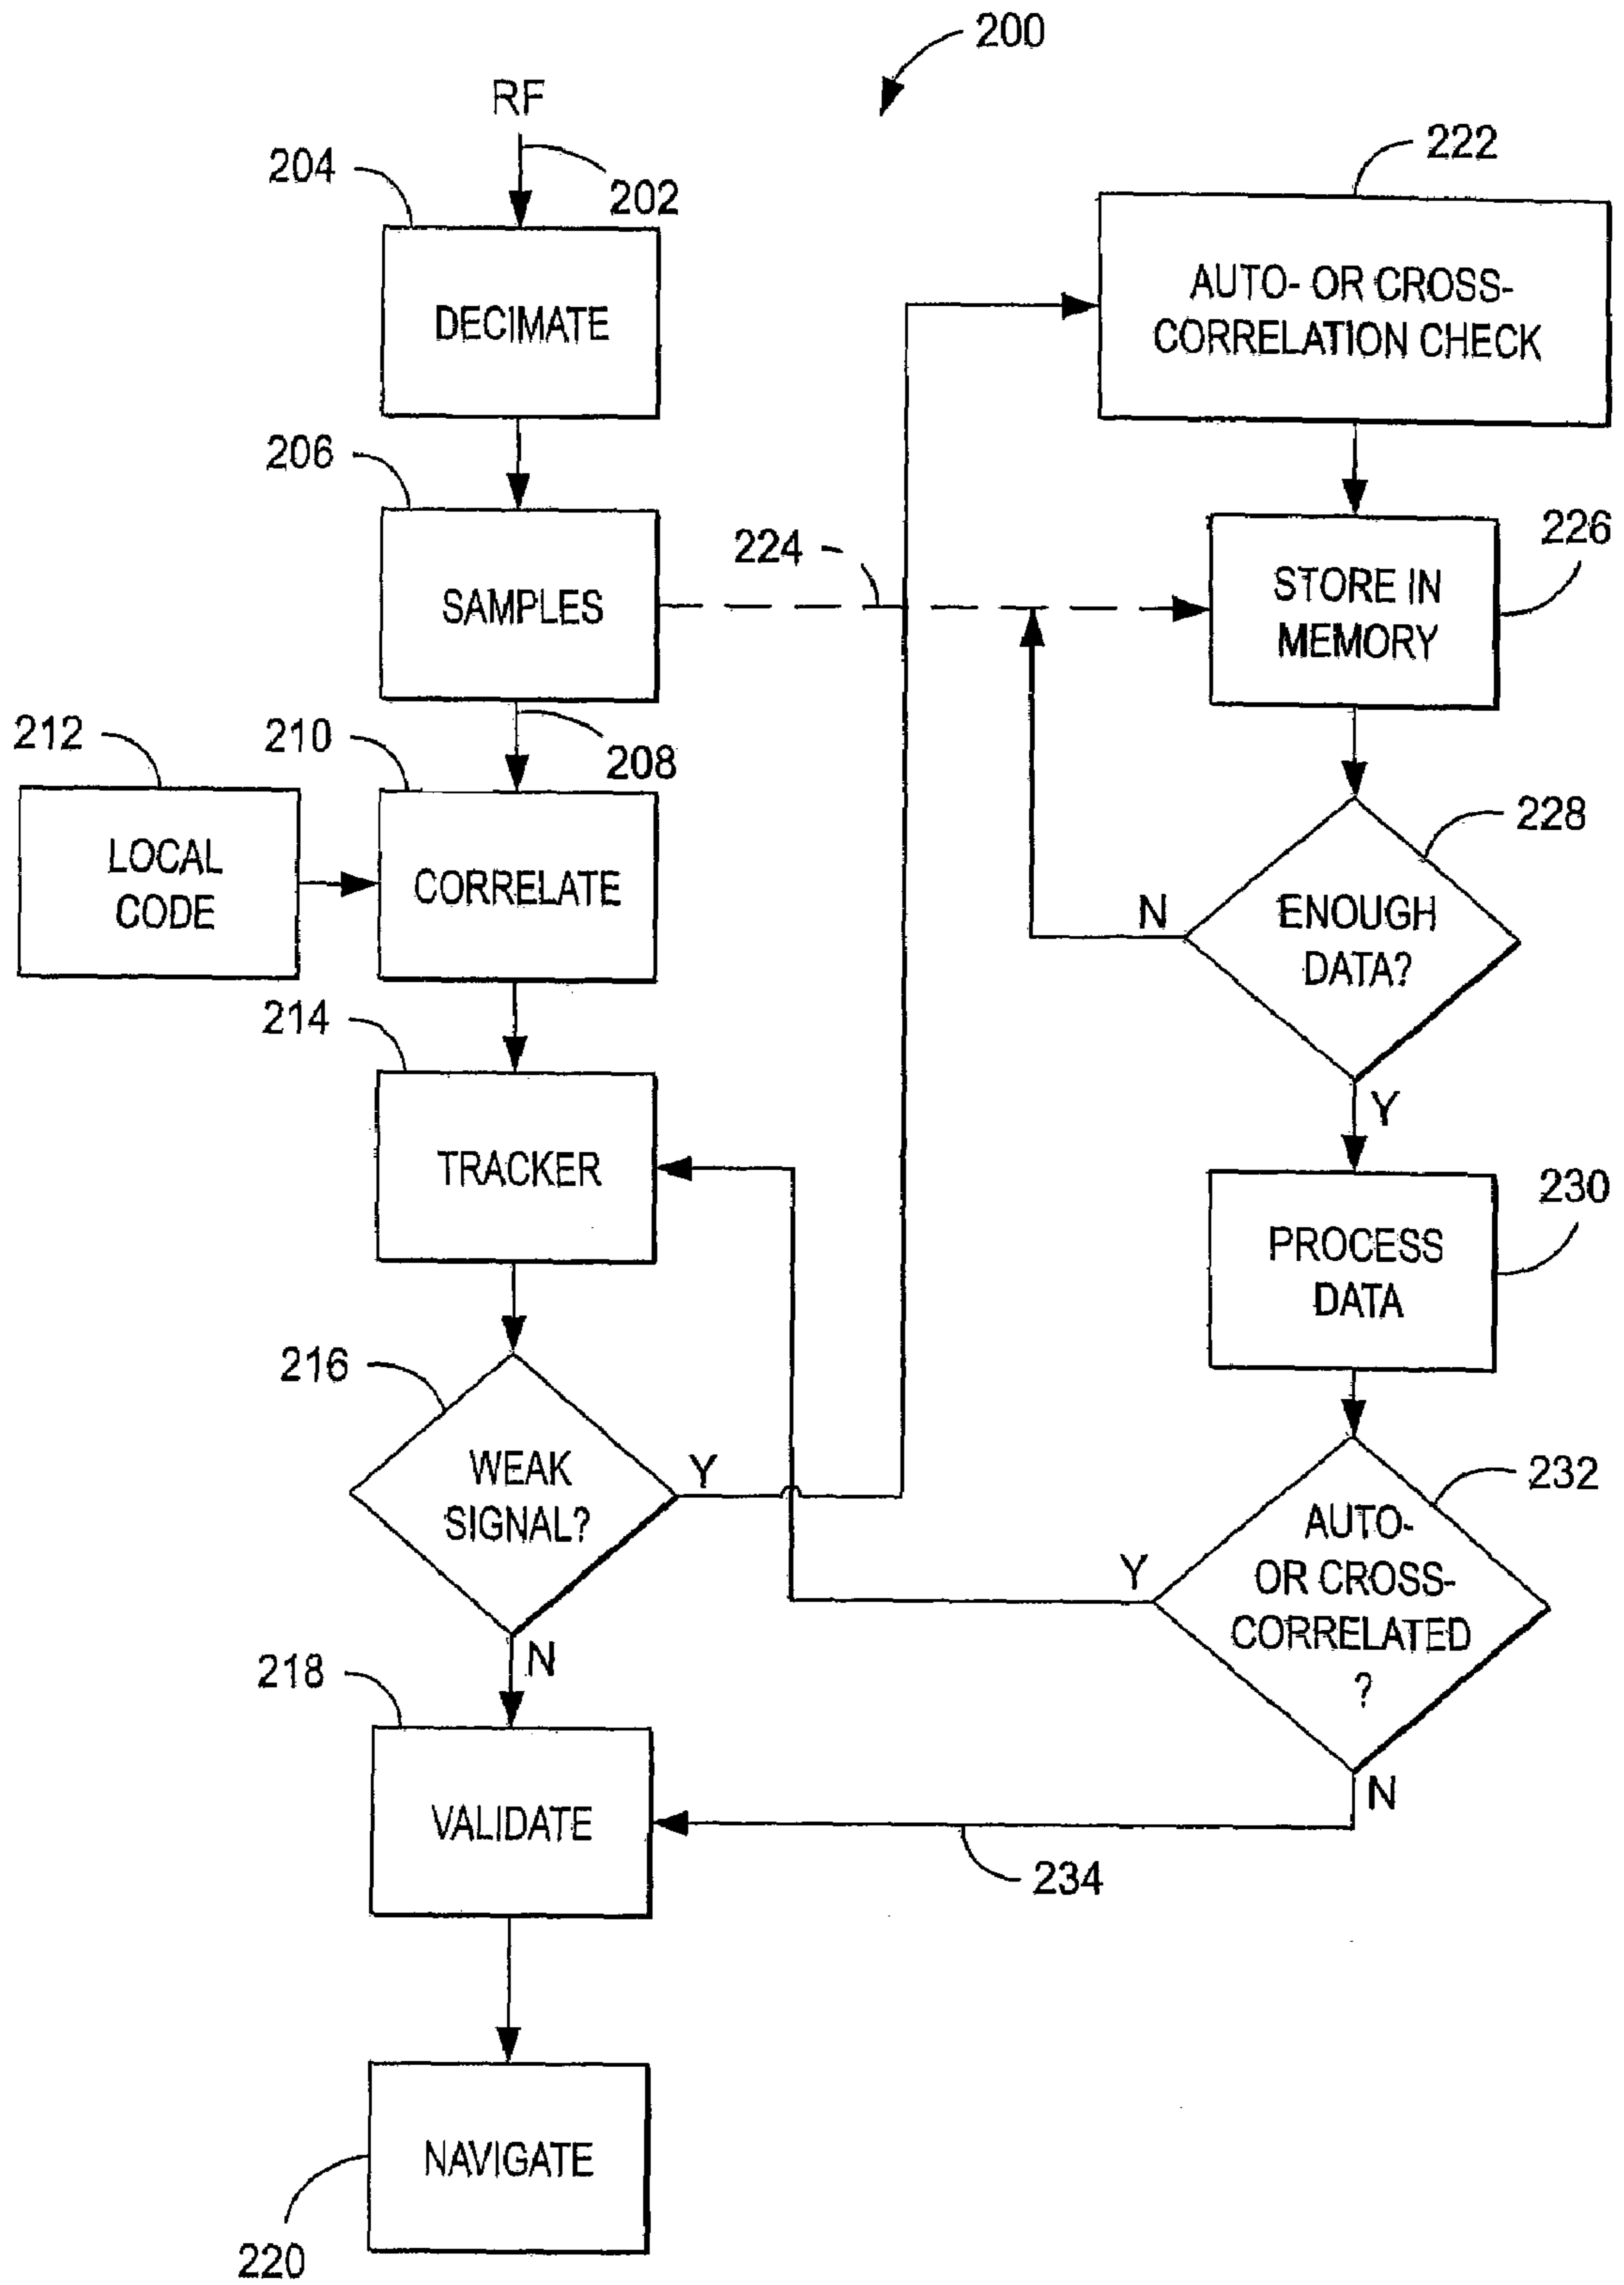 200
RF
202
204
DECIMATE
206
SAMPLES
208
210
212
LOCAL
CODE
CORRELATE
214
TRACKER
216
WEAK
SIGNAL?
Y
N
218
VALIDATE
220
NAVIGATE
222
AUTO- OR CROSS-
CORRELATION CHECK
224
226
STORE IN
MEMORY
228
ENOUGH
DATA?
N
Y
230
PROCESS
DATA
232
AUTO-
OR CROSS-
CORRELATED
?
Y
N
234